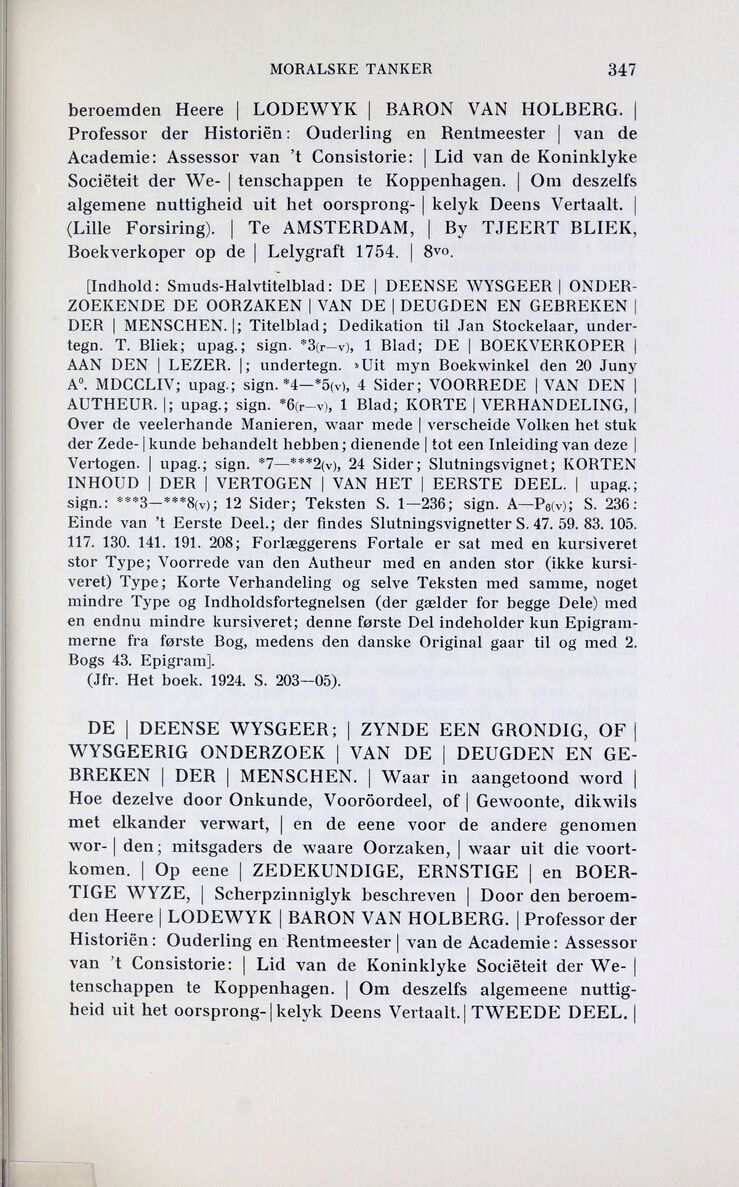 MORALSKE TANKER 347
beroemden Heere | LODEWYK | BARON VAN HOLBERG. |
Professor der Historiën: Ouderling en Rentmeester | van de
Academie: Assessor van 't Consistorie: | Lid van de Koninklyke
Sociëteit der We- | tenschappen te Koppenhagen. | Om deszelfs
algemene nuttigheid uit het oorsprong- | kelyk Deens Vertaalt. |
(Lille Forsiring). | Te AMSTERDAM, | By TJEERT BLIEK,
Boekverkoper op de | Lelygraft 1754. | 8vo.
[Indhold: Smuds-Halvtitelblad: DE | DEENSE WYSGEER | ONDER-
ZOEKENDE DE OORZAKEN | VAN DE | DEUGDEN EN GEBREKEN |
DER | MENSCHEN. |; Titelblad; Dedikation til Jan Stockelaar, under-
tegn. T. Bliek; upag.; sign. *3(r—v), 1 Blad; DE | BOEKVERKOPER |
AAN DEN | LEZER. |; undertegn. »Uit myn Boekwinkel den 20 Juny
A°. MDCCLIV; upag.; sign. *4—*5(v), 4 Sider; VOORREDE | VAN DEN |
AUTHEUR. |; upag.; sign. *6(r—v), 1 Blad; KORTE | VERHANDELING, |
Over de veelerhande Manieren, waar mede | verscheide Volken het stuk
der Zede- | kunde behandelt hebben; dienende | tot een Inleiding van deze |
Vertogen. | upag.; sign. *7—***2(v), 24 Sider; Slutningsvignet; KORTEN
INHOUD | DER | VERTOGEN | VAN HET | EERSTE DEEL. | upag.;
sign.: ***3—***8(v); 12 Sider; Teksten S. 1—236; sign. A—P6(v); S. 236:
Einde van 't Eerste Deel.; der findes Slutningsvignetter S. 47. 59. 83. 105.
117. 130. 141. 191. 208; Forlæggerens Fortale er sat med en kursiveret
stor Type; Voorrede van den Autheur med en anden stor (ikke kursi-
veret) Type; Korte Verhandeling og selve Teksten med samme, noget
mindre Type og Indholdsfortegnelsen (der gælder for begge Dele) med
en endnu mindre kursiveret; denne første Del indeholder kun Epigram-
merne fra første Bog, medens den danske Original gaar til og med 2.
Bogs 43. Epigram].
(Jfr. Het boek. 1924. S. 203—05).
DE | DEENSE WYSGEER; | ZYNDE EEN GRONDIG, OF |
WYSGEERIG ONDERZOEK | VAN DE | DEUGDEN EN GE-
BREKEN | DER | MENSCHEN. | Waar in aangetoond word |
Hoe dezelve door Onkunde, Vooröordeel, of | Gewoonte, dikwils
met elkander verwart, | en de eene voor de andere genomen
wor- | den; mitsgaders de waare Oorzaken, | waar uit die voort-
komen. | Op eene | ZEDEKUNDIGE, ERNSTIGE | en BOER-
TIGE WYZE, | Scherpzinniglyk beschreven | Door den beroem-
den Heere | LODEWYK | BARON VAN HOLBERG. | Professor der
Historiën: Ouderling en Rentmeester | van de Academie: Assessor
van 't Consistorie: | Lid van de Koninklyke Sociëteit der We- |
tenschappen te Koppenhagen. | Om deszelfs algemeene nuttig-
heid uit het oorsprong- | kelyk Deens Vertaalt. | TWEEDE DEEL. |